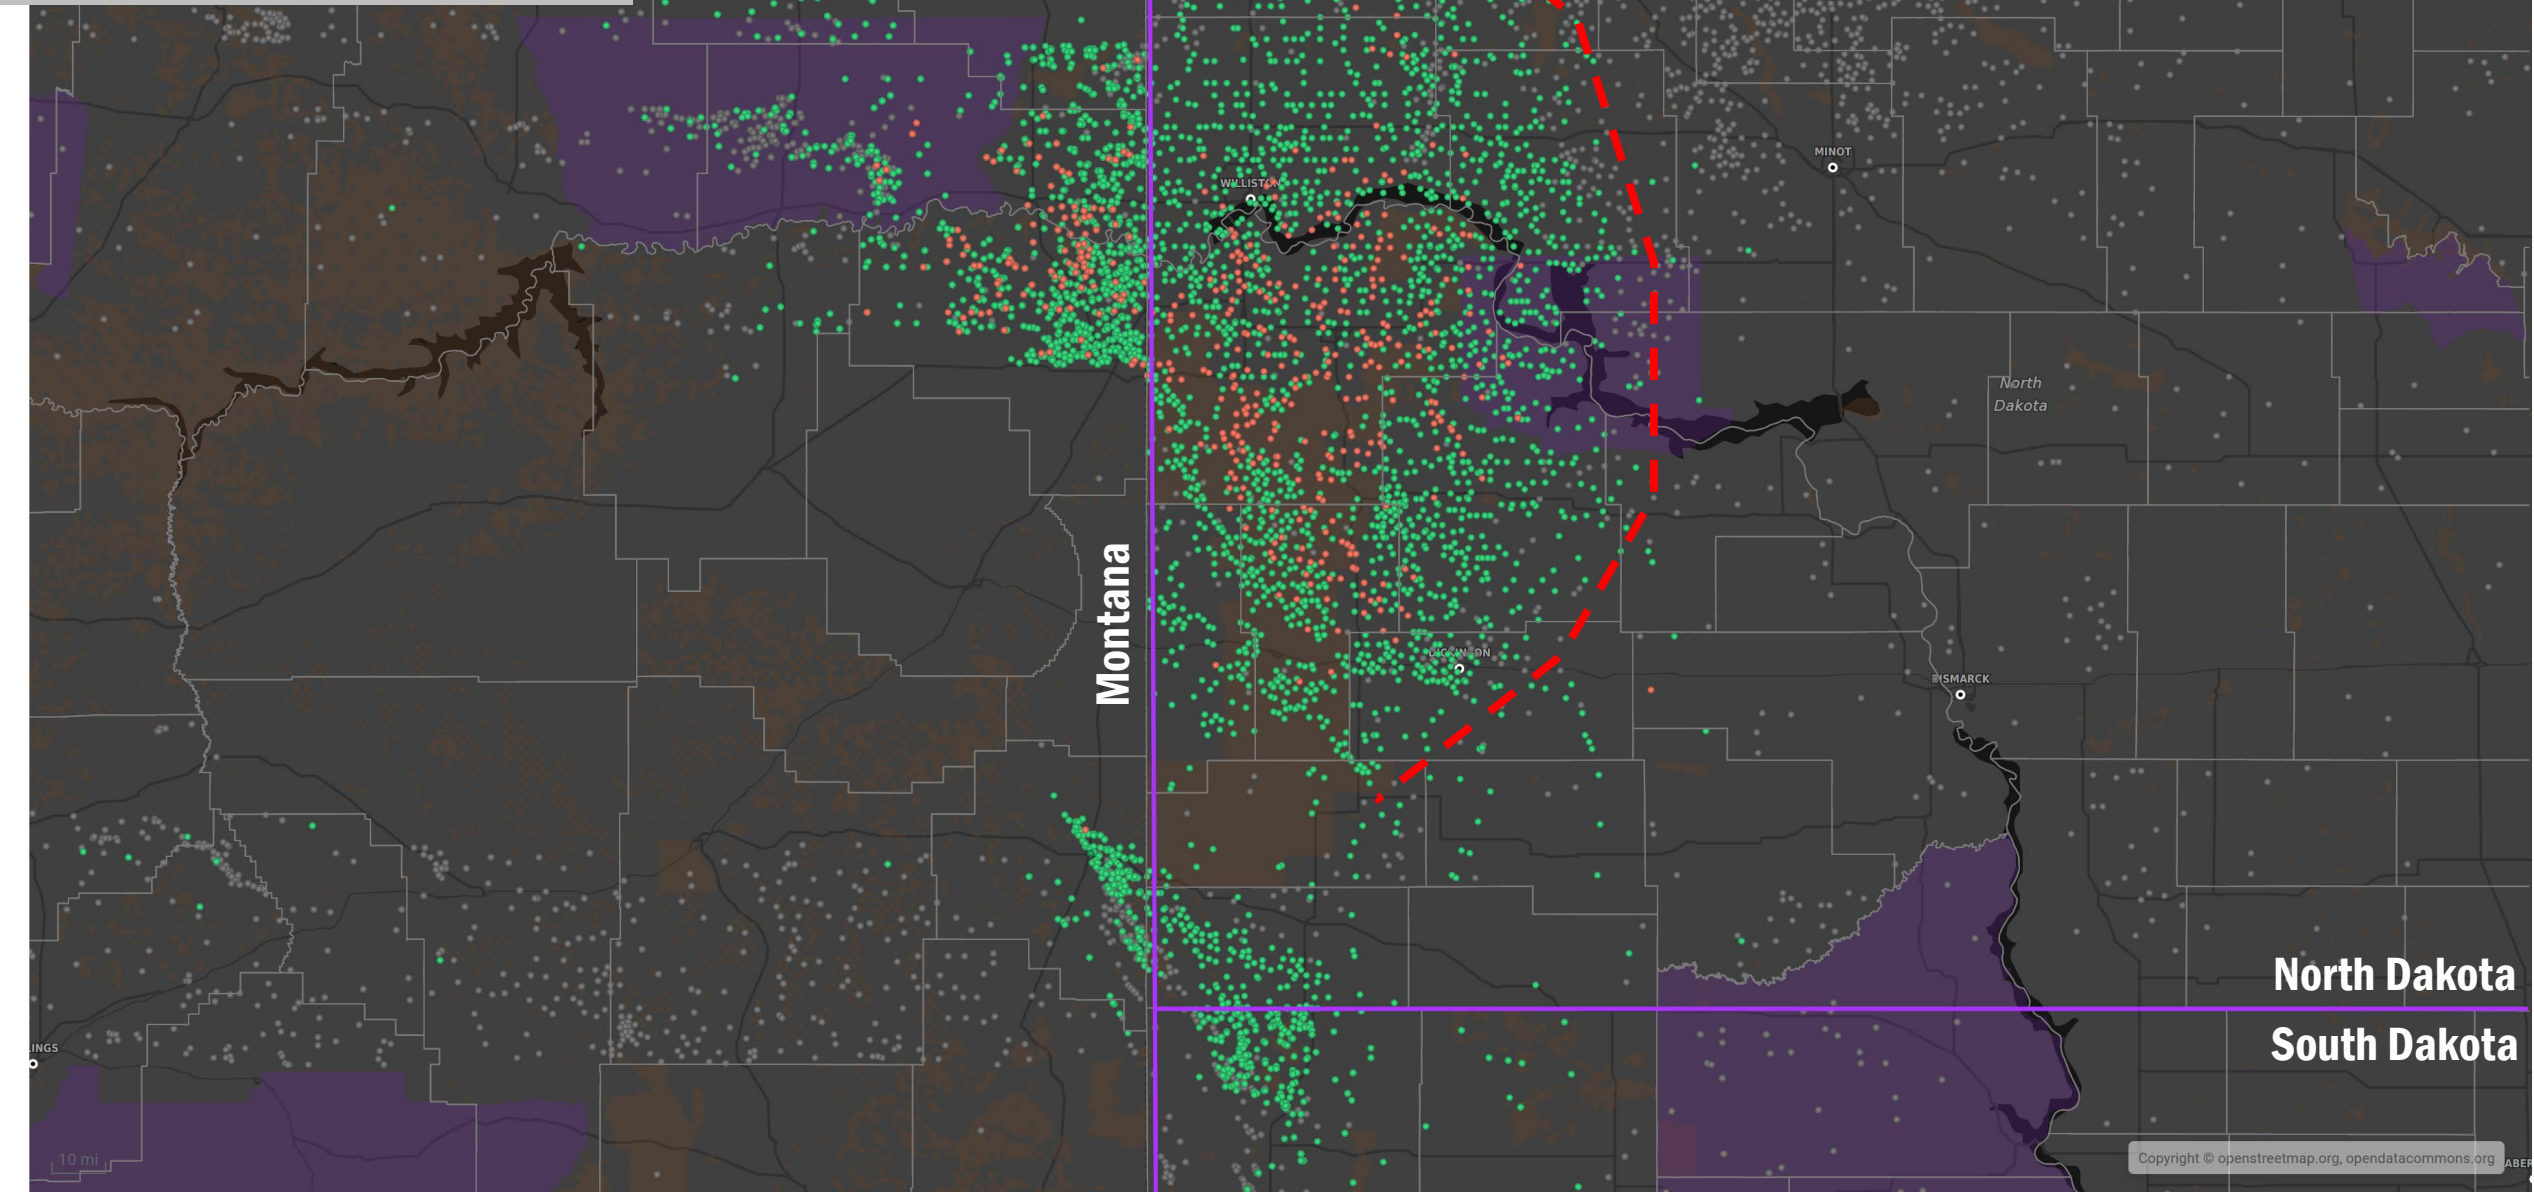 MINOT
WILLISTON
North
Dakota
Montana
DICKINSON
BISMARCK
North Dakota
South Dakota
LINGS
10 mi
Copyright © openstreetmap.org, opendatacommons.org
ABER